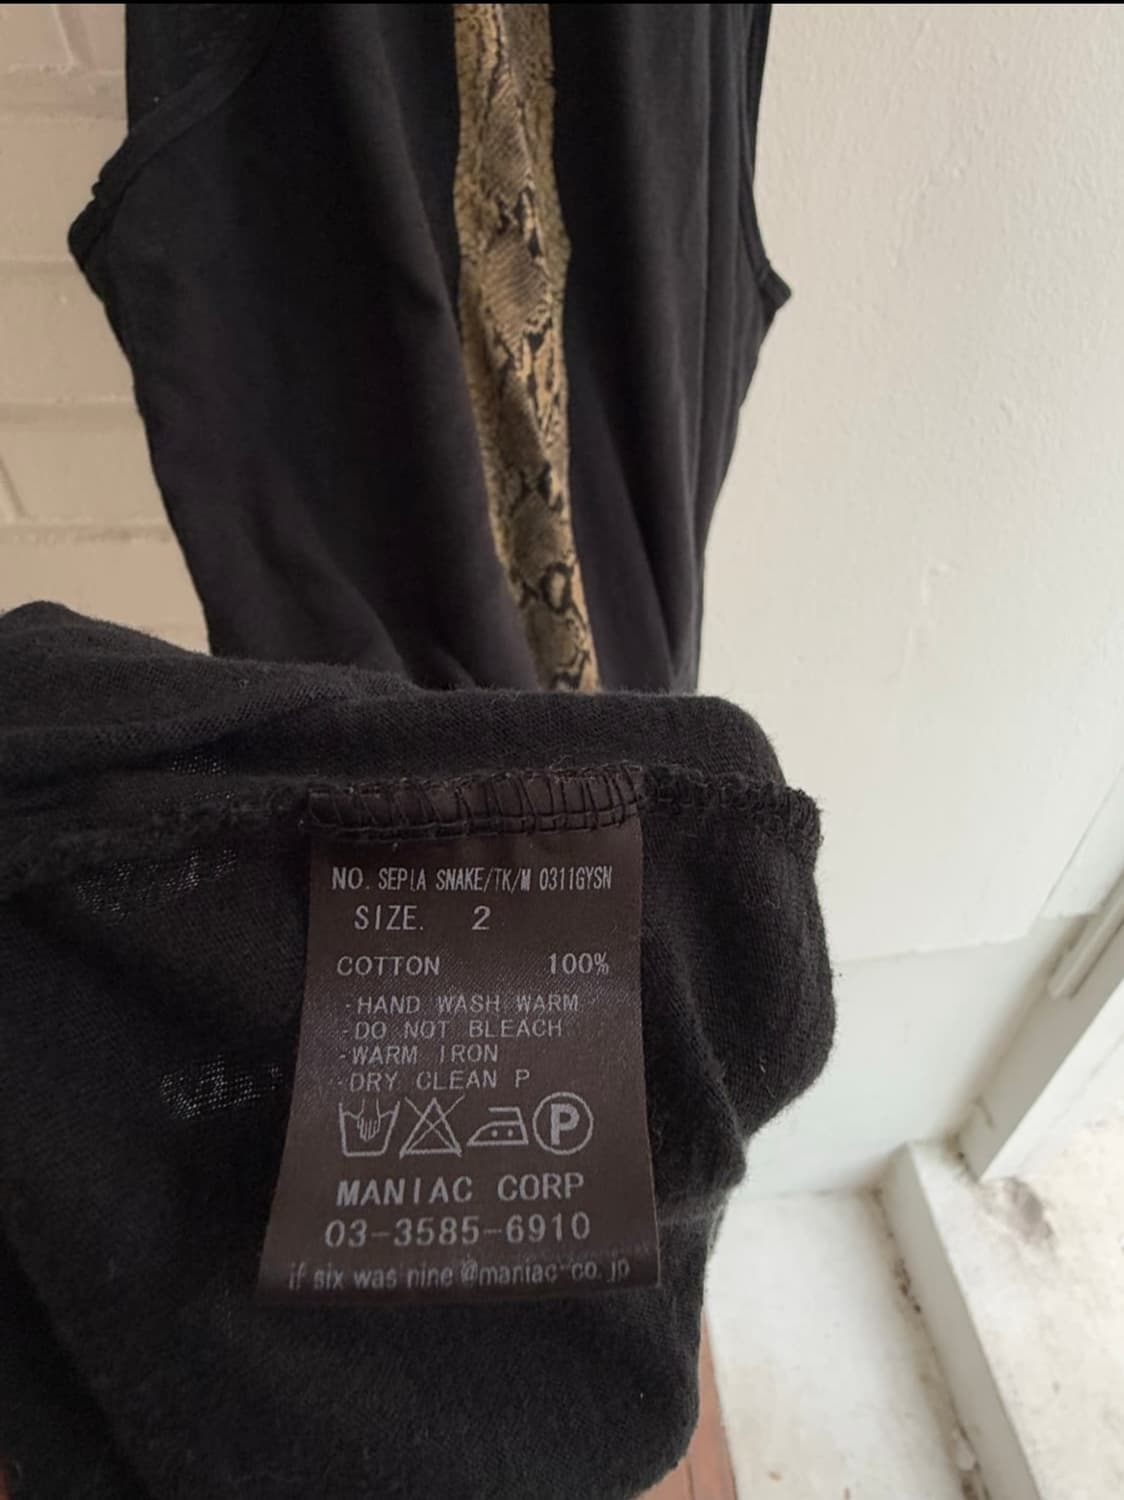 NO. SEPIA SNAKE/TK/M 0311GYSN
SIZE. 2
COTTON 100%
-HAND WASH WARM
-DO NOT BLEACH
-WARM IRON
-DRY CLEAN P
P
MANIAC CORP
03-3585-6910
if six was nine @maniac-co.jp